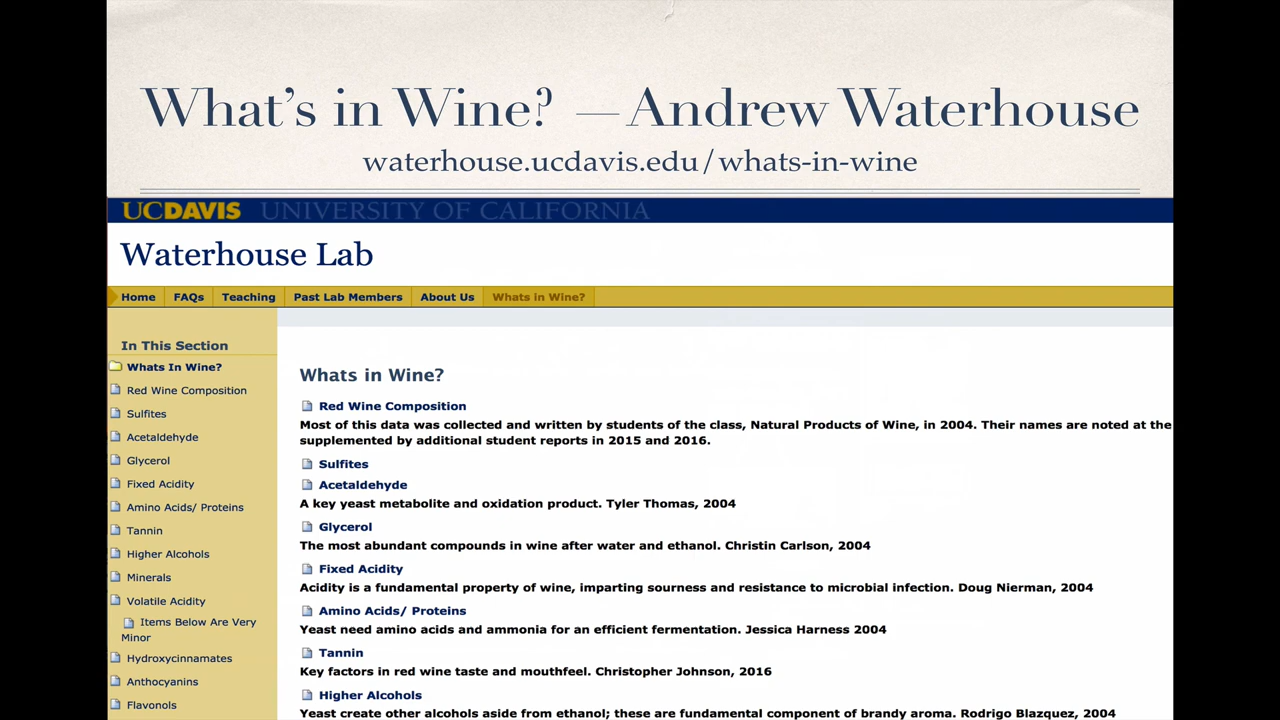 What's in Wine? — Andrew Waterhouse
waterhouse.ucdavis.edu/whats-in-wine
UCDAVIS UNIVERSITY OF CALIFORNIA
Waterhouse Lab
Home FAQs Teaching Past Lab Members About Us Whats in Wine?
In This Section
Whats In Wine?
Red Wine Composition
Sulfites
Acetaldehyde
Glycerol
Fixed Acidity
Amino Acids/ Proteins
Tannin
Higher Alcohols
Minerals
Volatile Acidity
Items Below Are Very
Minor
Hydroxycinnamates
Anthocyanins
Flavonols
Whats in Wine?
Red Wine Composition
Most of this data was collected and written by students of the class, Natural Products of Wine, in 2004. Their names are noted at the
supplemented by additional student reports in 2015 and 2016.
Sulfites
Acetaldehyde
A key yeast metabolite and oxidation product. Tyler Thomas, 2004
Glycerol
The most abundant compounds in wine after water and ethanol. Christin Carlson, 2004
Fixed Acidity
Acidity is a fundamental property of wine, imparting sourness and resistance to microbial infection. Doug Nierman, 2004
Amino Acids/ Proteins
Yeast need amino acids and ammonia for an efficient fermentation. Jessica Harness 2004
Tannin
Key factors in red wine taste and mouthfeel. Christopher Johnson, 2016
Higher Alcohols
Yeast create other alcohols aside from ethanol; these are fundamental component of brandy aroma. Rodrigo Blazquez, 2004